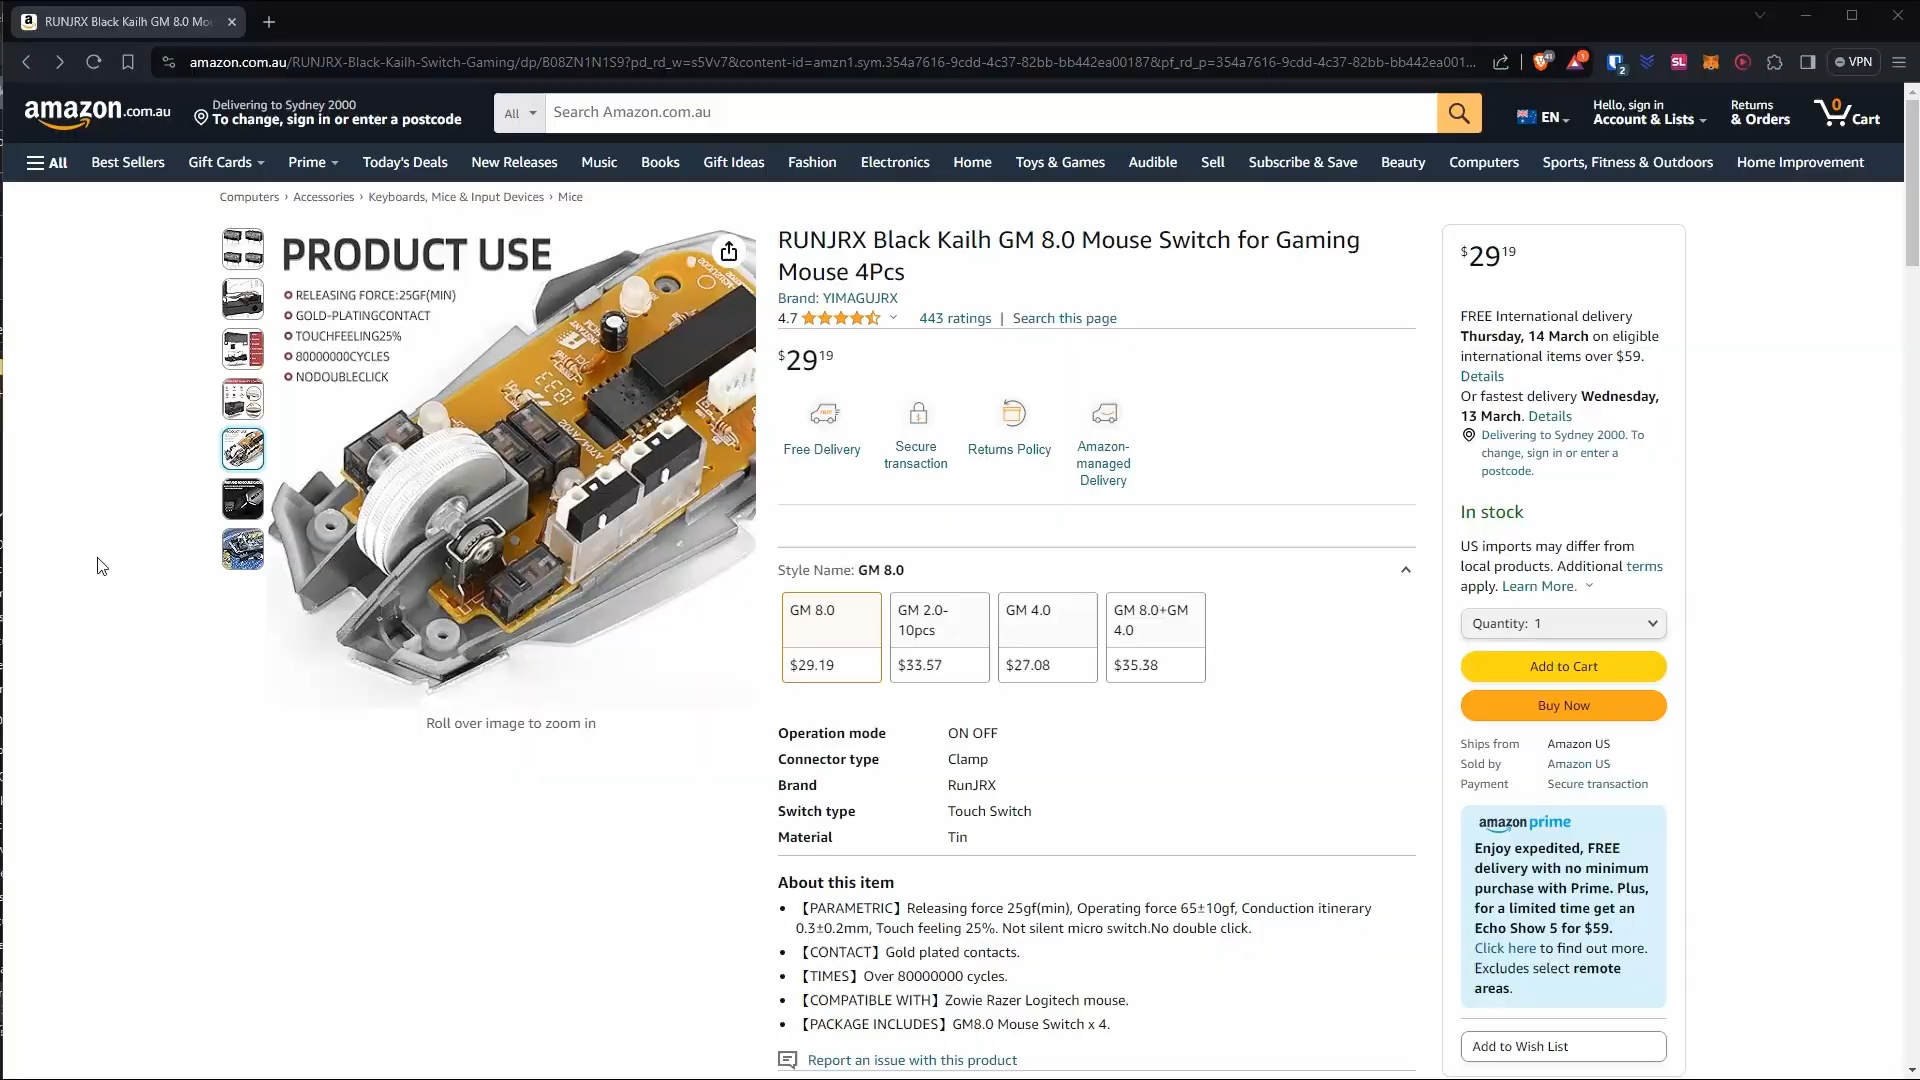 RUNJRX Black Kailh GM 8.0 Mo
amazon.com.au/RUNJRX-Black-Kailh-Switch-Gaming/dp/B08ZN1N1S9?pd_rd_w=s5Vv7&content-id=amzn1.sym.354a7616-9cdd-4c37-82bb-bb442ea00187&pf_rd_p=354a7616-9cdd-4c37-82bb-bb442ea001...
VPN
amazon.com.au
Delivering to Sydney 2000
To change, sign in or enter a postcode
All
Search Amazon.com.au
EN
Hello, sign in
Account & Lists
Returns
& Orders
0
Cart
All
Best Sellers
Gift Cards
Prime
Today's Deals
New Releases
Music
Books
Gift Ideas
Fashion
Electronics
Home
Toys & Games
Audible
Sell
Subscribe & Save
Beauty
Computers
Sports, Fitness & Outdoors
Home Improvement
Computers › Accessories › Keyboards, Mice & Input Devices › Mice
PRODUCT USE
RELEASING FORCE:25GF(MIN)
GOLD-PLATINGCONTACT
TOUCHFEELING25%
80000000CYCLES
NODOUBLECLICK
Roll over image to zoom in
RUNJRX Black Kailh GM 8.0 Mouse Switch for Gaming
Mouse 4Pcs
Brand: YIMAGUJRX
4.7
443 ratings | Search this page
$29 19
Free Delivery
Secure
transaction
Returns Policy
Amazon-
managed
Delivery
Style Name: GM 8.0
GM 8.0
$29.19
GM 2.0-
10pcs
$33.57
GM 4.0
$27.08
GM 8.0+GM
4.0
$35.38
Operation mode ON OFF
Connector type Clamp
Brand RunJRX
Switch type Touch Switch
Material Tin
About this item
• 【PARAMETRIC】Releasing force 25gf(min), Operating force 65±10gf, Conduction itinerary
0.3±0.2mm, Touch feeling 25%. Not silent micro switch.No double click.
• 【CONTACT】Gold plated contacts.
• 【TIMES】Over 80000000 cycles.
• 【COMPATIBLE WITH】Zowie Razer Logitech mouse.
• 【PACKAGE INCLUDES】GM8.0 Mouse Switch x 4.
Report an issue with this product
$29 19
FREE International delivery
Thursday, 14 March on eligible
international items over $59.
Details
Or fastest delivery Wednesday,
13 March. Details
Delivering to Sydney 2000. To
change, sign in or enter a
postcode.
In stock
US imports may differ from
local products. Additional terms
apply. Learn More.
Quantity: 1
Add to Cart
Buy Now
Ships from Amazon US
Sold by Amazon US
Payment Secure transaction
amazon prime
Enjoy expedited, FREE
delivery with no minimum
purchase with Prime. Plus,
for a limited time get an
Echo Show 5 for $59.
Click here to find out more.
Excludes select remote
areas.
Add to Wish List